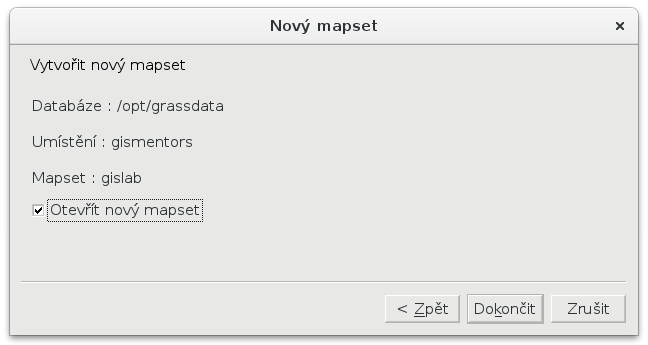 Nový mapset
Vytvořit nový mapset
Databáze : /opt/grassdata
Umístění : gismentors
Mapset : gislab
Otevřít nový mapset
< Zpět Dokončit Zrušit